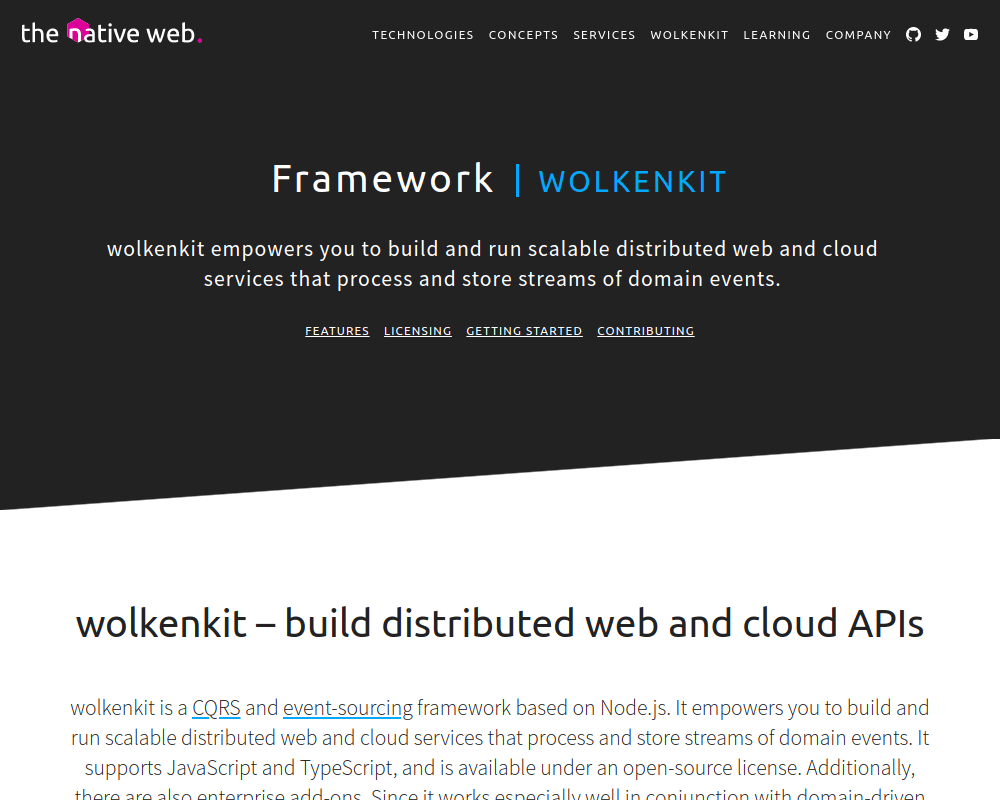 the native web.
TECHNOLOGIES CONCEPTS SERVICES WOLKENKIT LEARNING COMPANY
Framework | WOLKENKIT
wolkenkit empowers you to build and run scalable distributed web and cloud
services that process and store streams of domain events.
FEATURES LICENSING GETTING STARTED CONTRIBUTING
wolkenkit – build distributed web and cloud APIs
wolkenkit is a CQRS and event-sourcing framework based on Node.js. It empowers you to build and
run scalable distributed web and cloud services that process and store streams of domain events. It
supports JavaScript and TypeScript, and is available under an open-source license. Additionally,
there are also enterprise add-ons. Since it works especially well in conjunction with domain-driven